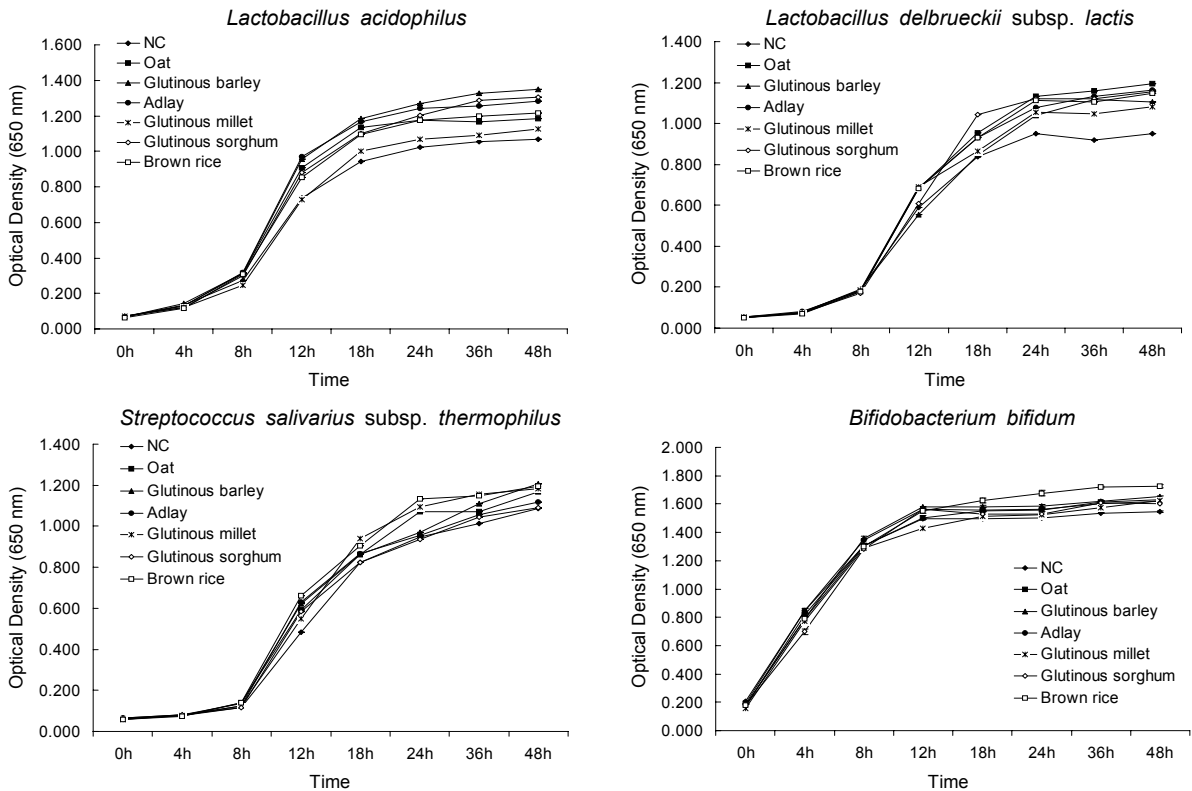 Lactobacillus acidophilus
Optical Density (650 nm)
1.600
1.400
1.200
1.000
0.800
0.600
0.400
0.200
0.000
NC
Oat
Glutinous barley
Adlay
Glutinous millet
Glutinous sorghum
Brown rice
0h 4h 8h 12h 18h 24h 36h 48h
Time
Lactobacillus delbrueckii subsp. lactis
Optical Density (650 nm)
1.400
1.200
1.000
0.800
0.600
0.400
0.200
0.000
NC
Oat
Glutinous barley
Adlay
Glutinous millet
Glutinous sorghum
Brown rice
0h 4h 8h 12h 18h 24h 36h 48h
Time
Streptococcus salivarius subsp. thermophilus
Optical Density (650 nm)
1.400
1.200
1.000
0.800
0.600
0.400
0.200
0.000
NC
Oat
Glutinous barley
Adlay
Glutinous millet
Glutinous sorghum
Brown rice
0h 4h 8h 12h 18h 24h 36h 48h
Time
Bifidobacterium bifidum
Optical Density (650 nm)
2.000
1.800
1.600
1.400
1.200
1.000
0.800
0.600
0.400
0.200
0.000
NC
Oat
Glutinous barley
Adlay
Glutinous millet
Glutinous sorghum
Brown rice
0h 4h 8h 12h 18h 24h 36h 48h
Time